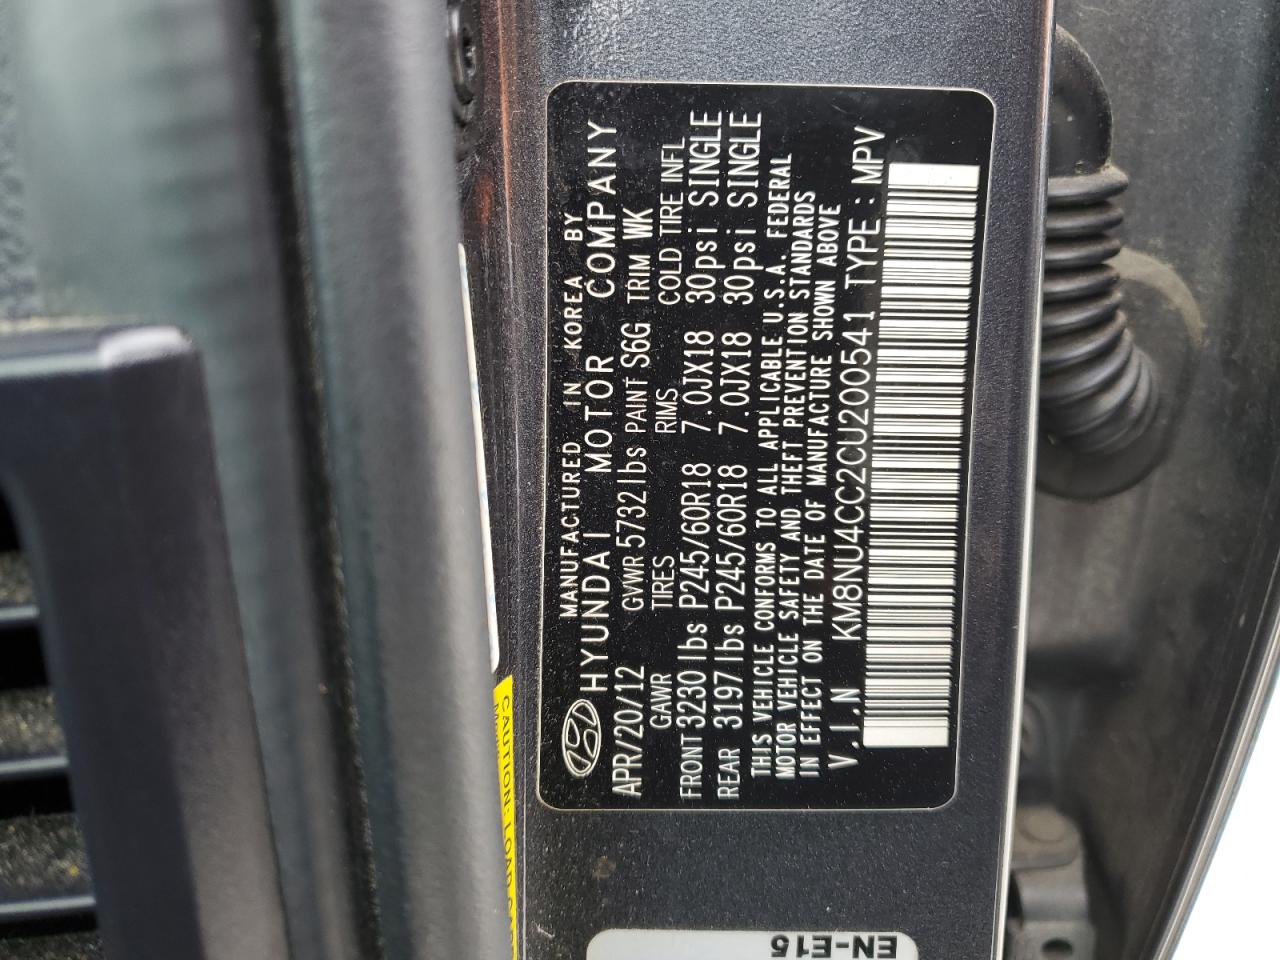 MANUFACTURED IN KOREA BY
HYUNDAI MOTOR COMPANY
APR/20/12 GVWR 5732 lbs PAINT S6G TRIM WK
GAWR TIRES RIMS COLD TIRE INFL
FRONT 3230 lbs P245/60R18 7.0JX18 30psi SINGLE
REAR 3197 lbs P245/60R18 7.0JX18 30psi SINGLE
THIS VEHICLE CONFORMS TO ALL APPLICABLE U.S.A. FEDERAL
MOTOR VEHICLE SAFETY AND THEFT PREVENTION STANDARDS
IN EFFECT ON THE DATE OF MANUFACTURE SHOWN ABOVE
V.I.N KM8NU4CC2CU200541 TYPE : MPV
CAUTION: LOAD
EN-E15